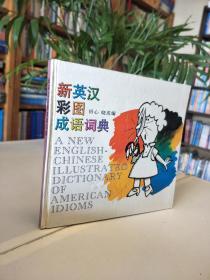 新英汉
彩图
成语词典
A NEW
ENGLISH-
CHINESE
ILLUSTRATED
DICTIONARY
OF
AMERICAN
IDIOMS